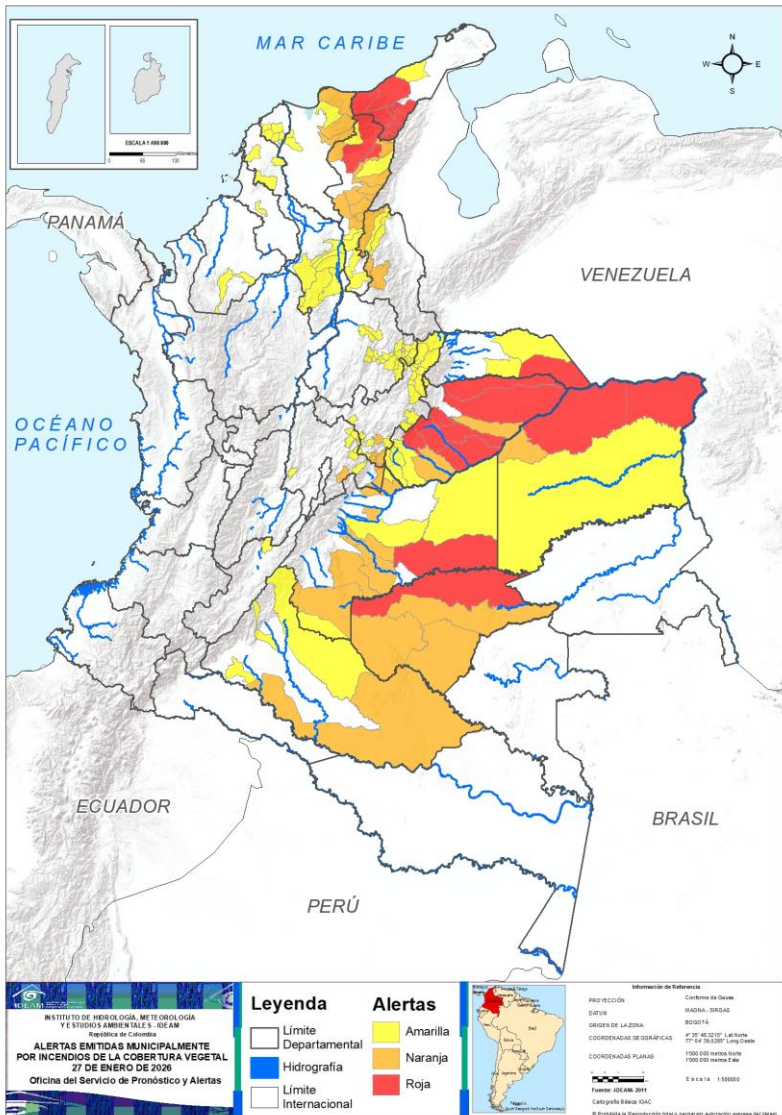 MAR CARIBE
N
W
E
S
ESCALA 1:400.000
PANAMÁ
VENEZUELA
OCÉANO
PACÍFICO
ECUADOR
BRASIL
PERÚ
IDEAM
INSTITUTO DE HIDROLOGÍA, METEOROLOGÍA
Y ESTUDIOS AMBIENTALES - IDEAM
República de Colombia
ALERTAS EMITIDAS MUNICIPALMENTE
POR INCENDIOS DE LA COBERTURA VEGETAL
27 DE ENERO DE 2026
Oficina del Servicio de Pronóstico y Alertas
Leyenda
Límite
Departamental
Hidrografía
Límite
Internacional
Alertas
Amarilla
Naranja
Roja
Información de Referencia
PROYECCIÓN
Conforme de Gauss
DATUM
MAGNA - SIRGAS
ORIGEN DE LA ZONA
BOGOTÁ
COORDENADAS GEOGRÁFICAS
COORDENADAS PLANAS
1'000.000 metros Norte
1'000.000 metros Este
Escala 1:500000
Fuente: IDEAM 2011
Cartografía Básica IGAC